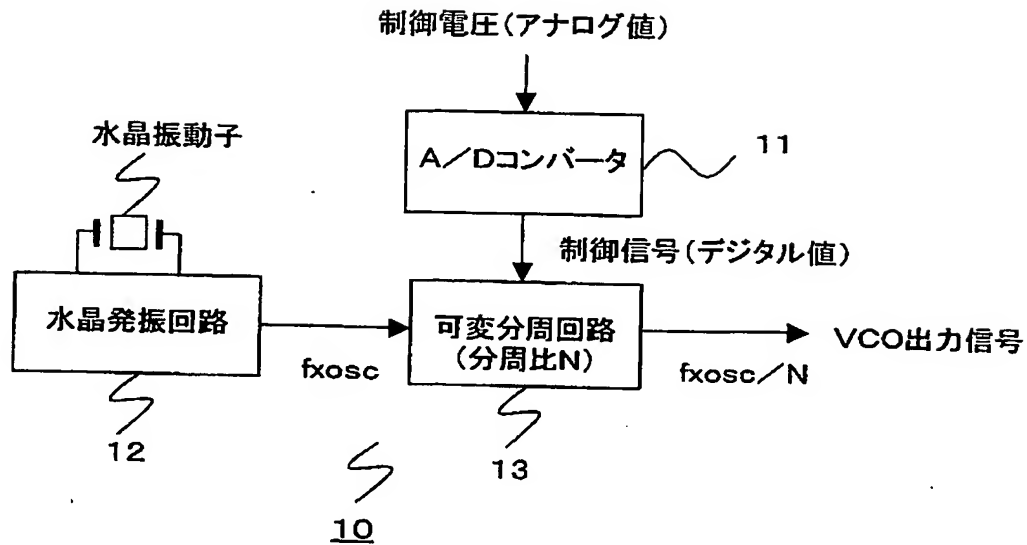 制御電圧(アナログ値)
水晶振動子
A/Dコンバータ
11
制御信号(デジタル値)
水晶発振回路
fxosc
可変分周回路
(分周比N)
fxosc/N
VCO出力信号
12
13
10